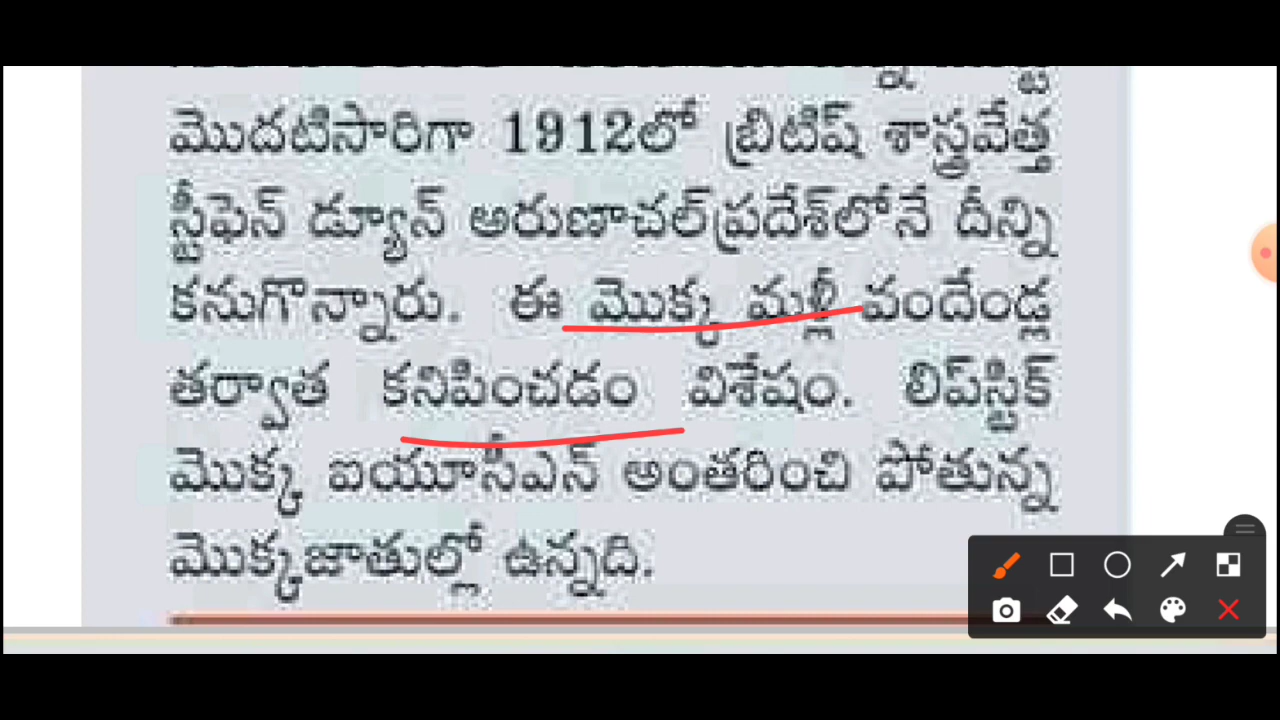 మొదటిసారిగా 1912లో బ్రిటిష్ శాస్త్రవేత్త
స్టీఫెన్ డ్యూన్ అరుణాచల్‌ప్రదేశ్‌లోనే దీన్ని
కనుగొన్నారు. ఈ మొక్క మళ్లీ వందేండ్ల
తర్వాత కనిపించడం విశేషం. లిప్‌స్టిక్
మొక్క ఐయూసీఎన్ అంతరించి పోతున్న
మొక్కజాతుల్లో ఉన్నది.